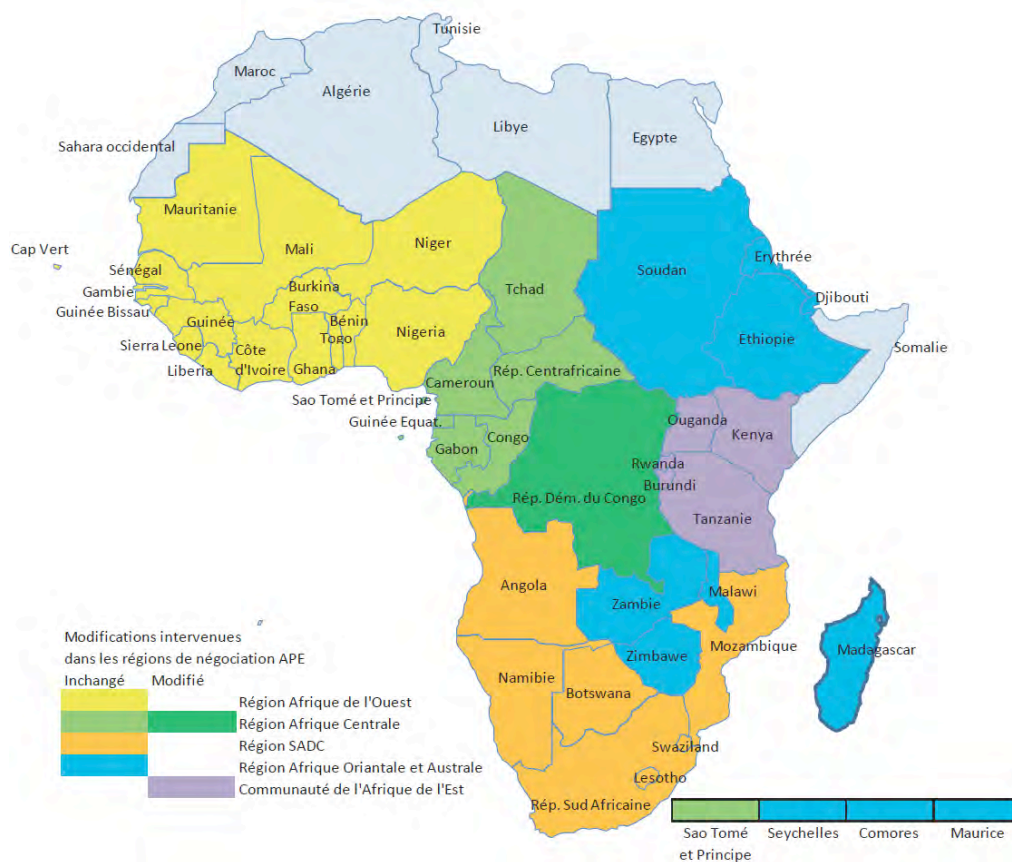 Tunisie
Maroc
Algérie
Libye
Egypte
Sahara occidental
Mauritanie
Mali
Niger
Cap Vert
Soudan
Erythrée
Sénégal
Tchad
Gambie
Burkina
Faso
Djibouti
Guinée Bissau
Guinée
Bénin
Nigeria
Ethiopie
Togo
Somalie
Sierra Leone
Côte
d'Ivoire
Liberia
Ghana
Rép. Centrafricaine
Cameroun
Sao Tomé et Principe
Guinée Equat.
Ouganda
Congo
Kenya
Gabon
Rwanda
Burundi
Rép. Dém. du Congo
Tanzanie
Angola
Malawi
Zambie
Mozambique
Madagascar
Zimbawe
Namibie
Botswana
Swaziland
Lesotho
Rép. Sud Africaine
Modifications intervenues
dans les régions de négociation APE
Inchangé Modifié
Région Afrique de l'Ouest
Région Afrique Centrale
Région SADC
Région Afrique Oriantale et Australe
Communauté de l'Afrique de l'Est
Sao Tomé
et Principe
Seychelles
Comores
Maurice